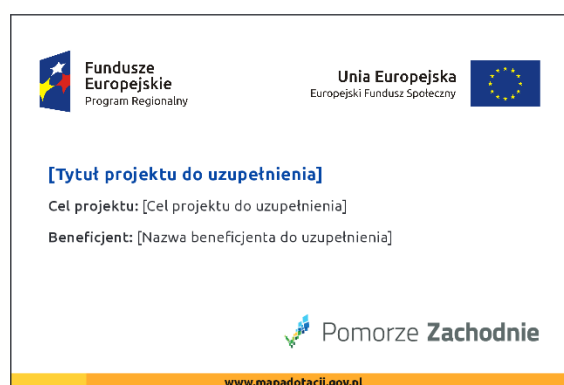 Fundusze
Europejskie
Program Regionalny
Unia Europejska
Europejski Fundusz Społeczny
[Tytuł projektu do uzupełnienia]
Cel projektu: [Cel projektu do uzupełnienia]
Beneficjent: [Nazwa beneficjenta do uzupełnienia]
Pomorze Zachodnie
www.mapadotacji.gov.pl